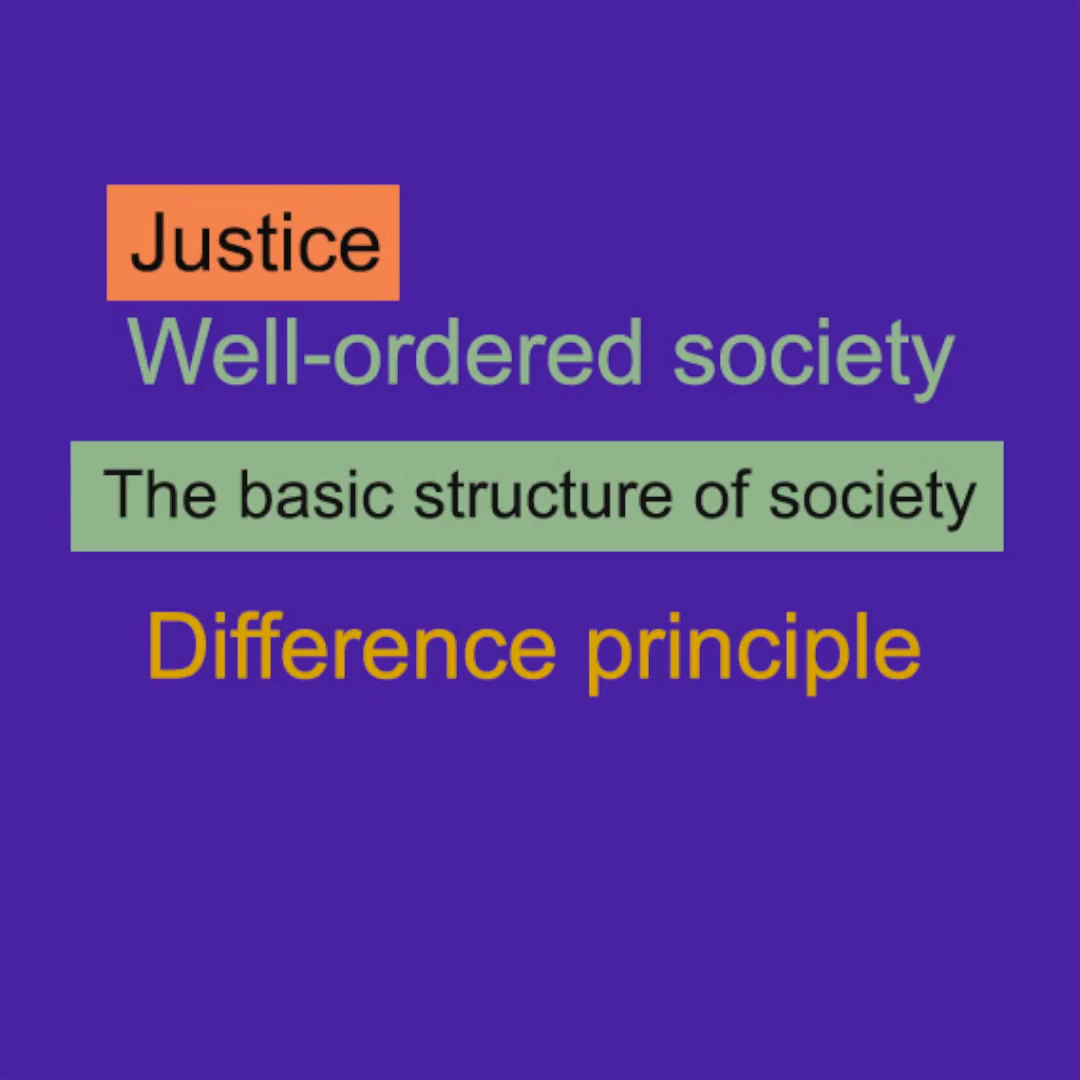 Justice
Well-ordered society
The basic structure of society
Difference principle